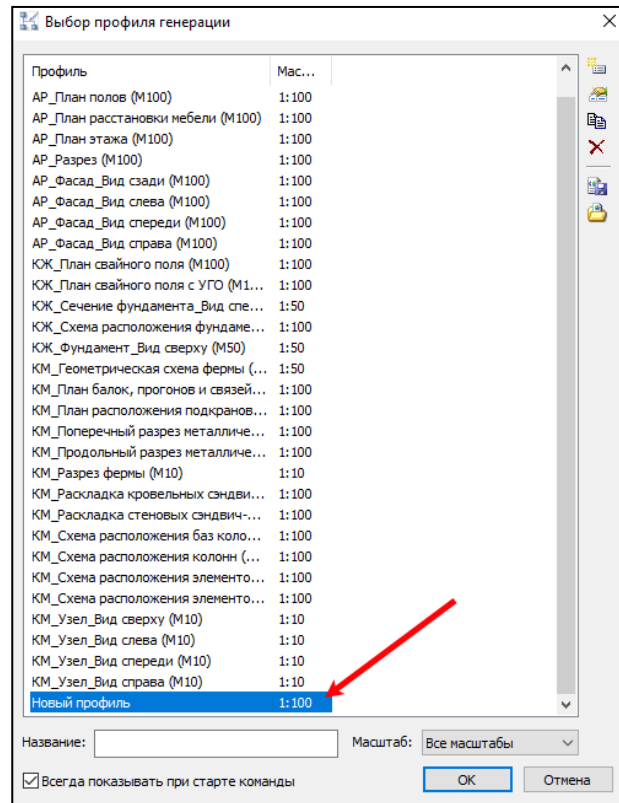 Выбор профиля генерации
Профиль Мас...
АР_План полов (М100) 1:100
АР_План расстановки мебели (М100) 1:100
АР_План этажа (М100) 1:100
АР_Разрез (М100) 1:100
АР_Фасад_Вид сзади (М100) 1:100
АР_Фасад_Вид слева (М100) 1:100
АР_Фасад_Вид спереди (М100) 1:100
АР_Фасад_Вид справа (М100) 1:100
КЖ_План свайного поля (М100) 1:100
КЖ_План свайного поля с УГО (М1... 1:100
КЖ_Сечение фундамента_Вид спе... 1:50
КЖ_Схема расположения фундаме... 1:100
КЖ_Фундамент_Вид сверху (М50) 1:50
КМ_Геометрическая схема фермы (... 1:50
КМ_План балок, прогонов и связей... 1:100
КМ_План расположения подкранов... 1:100
КМ_Поперечный разрез металличе... 1:100
КМ_Продольный разрез металличе... 1:100
КМ_Разрез фермы (М10) 1:10
КМ_Раскладка кровельных сэндви... 1:100
КМ_Раскладка стеновых сэндвич-... 1:100
КМ_Схема расположения баз коло... 1:100
КМ_Схема расположения колонн (... 1:100
КМ_Схема расположения элементо... 1:100
КМ_Схема расположения элементо... 1:100
КМ_Узел_Вид сверху (М10) 1:10
КМ_Узел_Вид слева (М10) 1:10
КМ_Узел_Вид спереди (М10) 1:10
КМ_Узел_Вид справа (М10) 1:10
Новый профиль 1:100
Название: Масштаб: Все масштабы
Всегда показывать при старте команды ОК Отмена